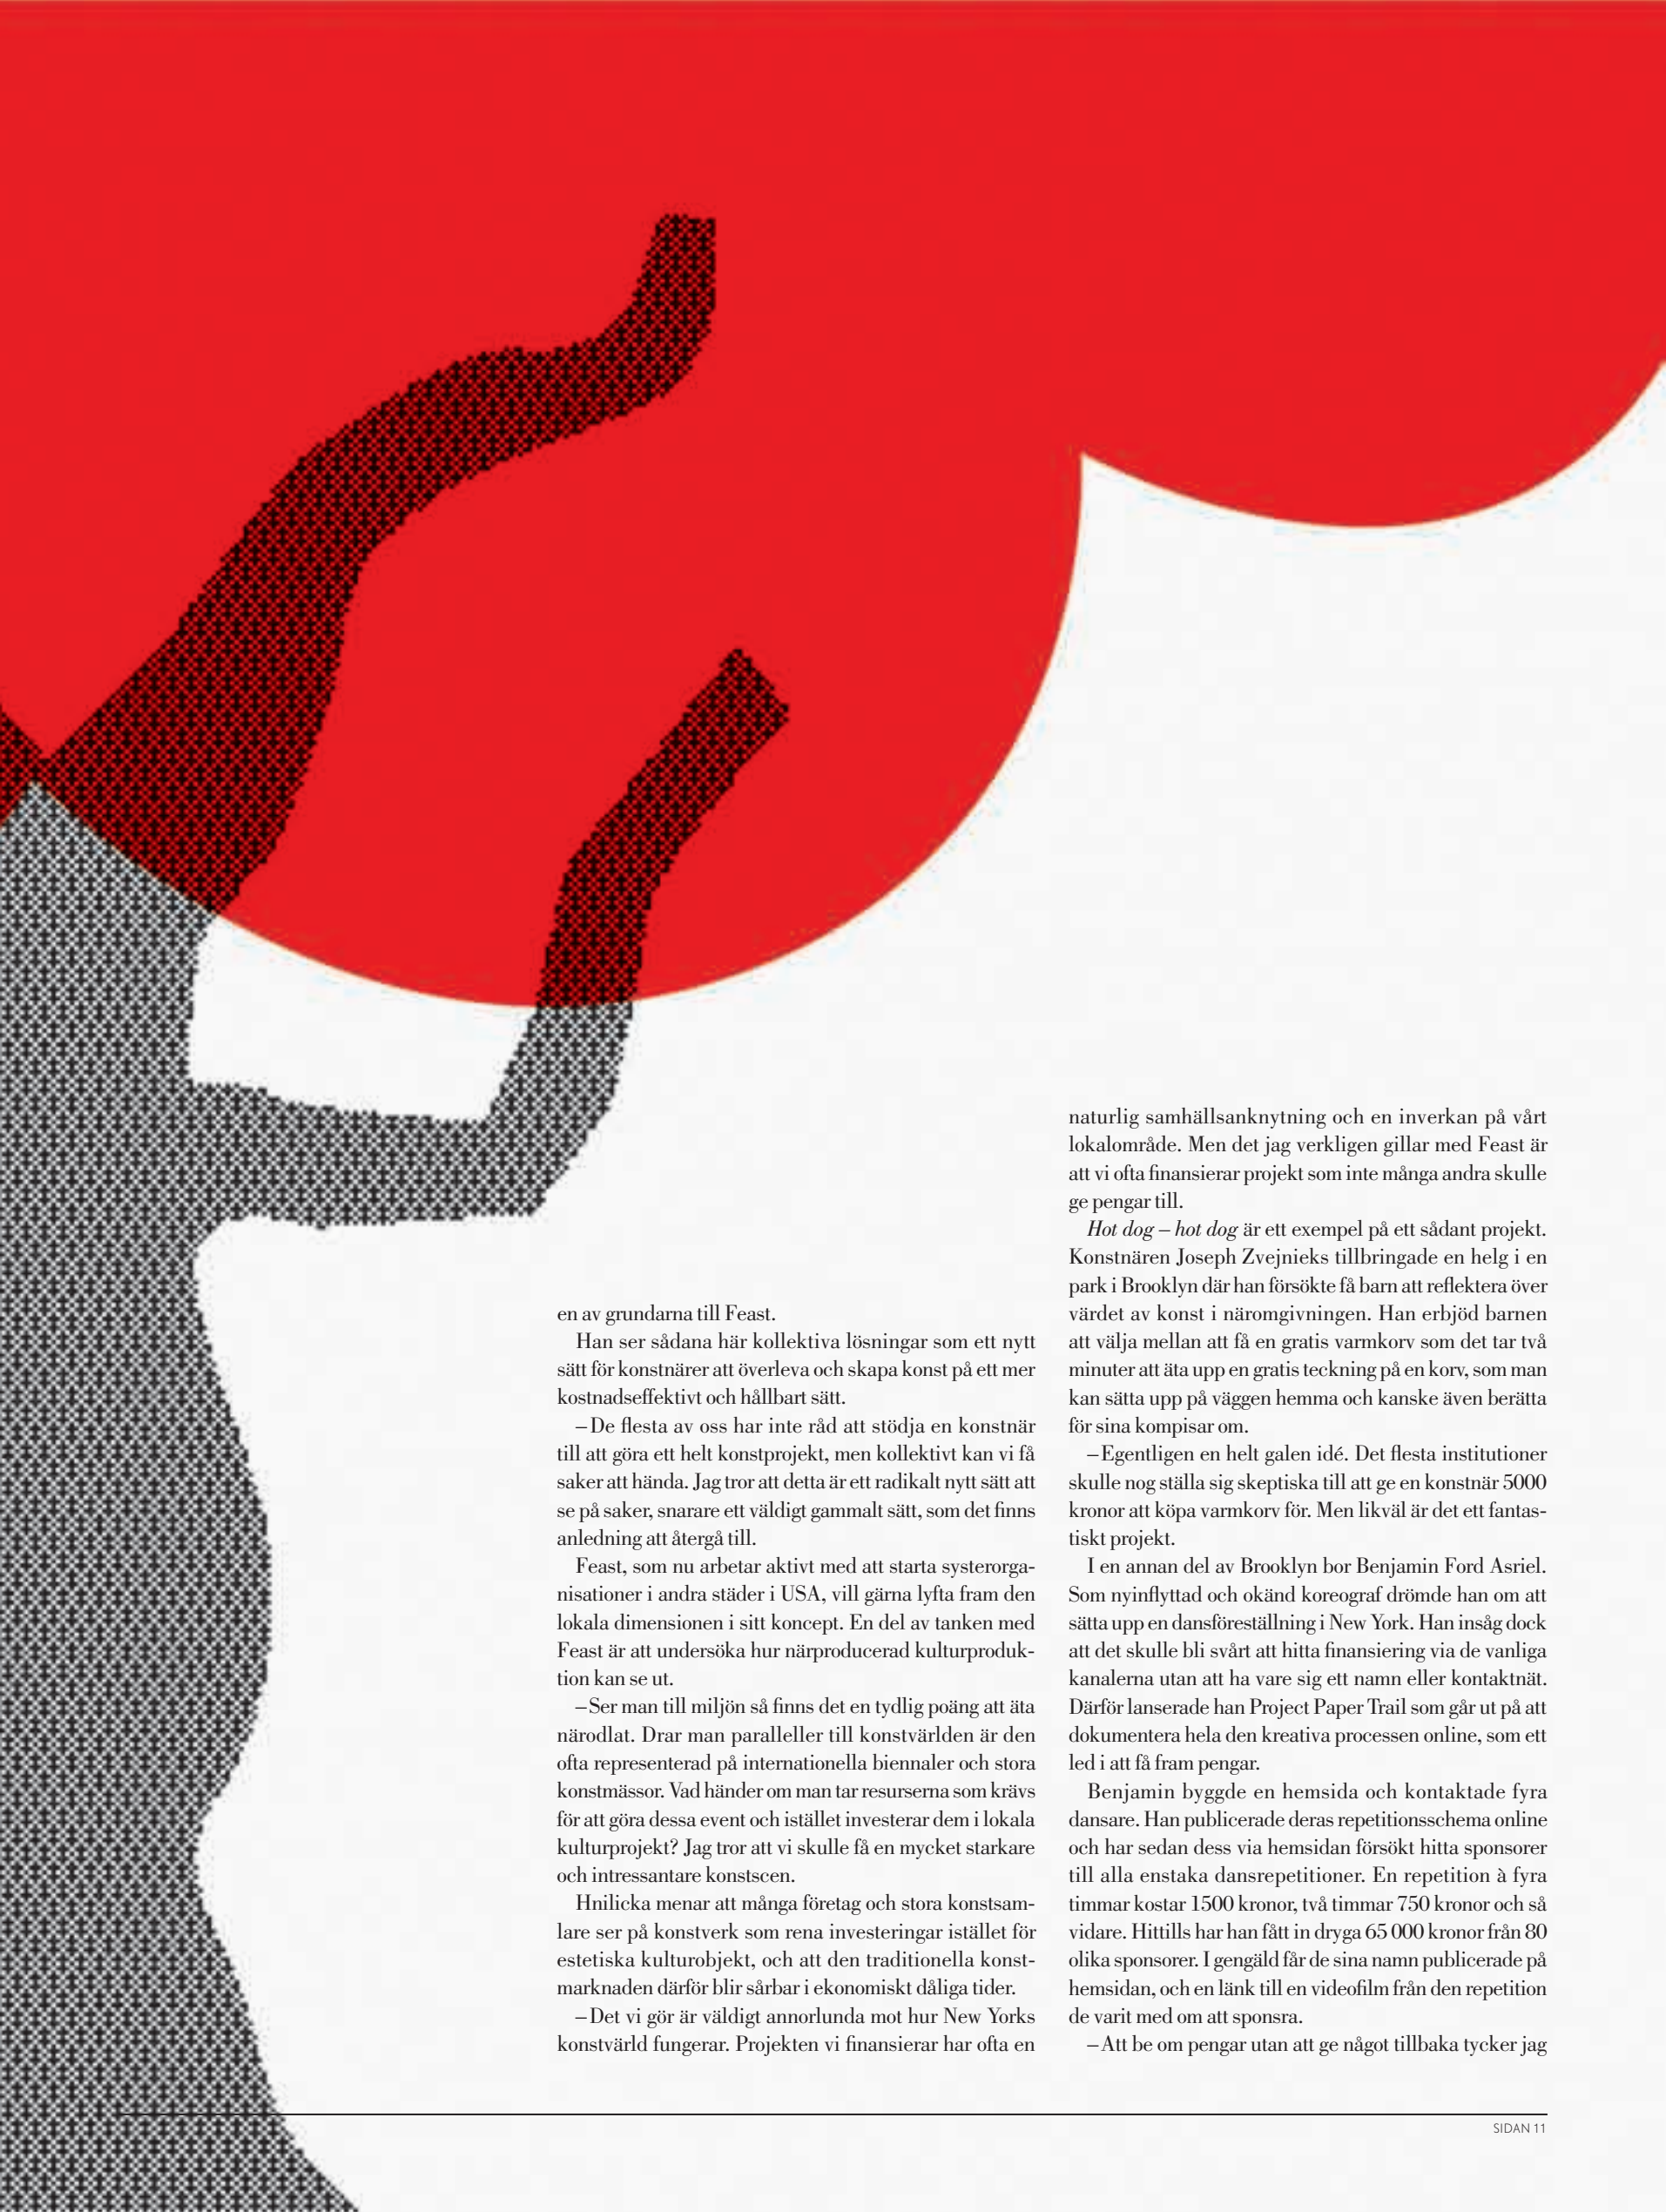 en av grundarna till Feast.
Han ser sådana här kollektiva lösningar som ett nytt
sätt för konstnärer att överleva och skapa konst på ett mer
kostnadseffektivt och hållbart sätt.
– De flesta av oss har inte råd att stödja en konstnär
till att göra ett helt konstprojekt, men kollektivt kan vi få
saker att hända. Jag tror att detta är ett radikalt nytt sätt att
se på saker, snarare ett väldigt gammalt sätt, som det finns
anledning att återgå till.
Feast, som nu arbetar aktivt med att starta systerorga-
nisationer i andra städer i USA, vill gärna lyfta fram den
lokala dimensionen i sitt koncept. En del av tanken med
Feast är att undersöka hur närproducerad kulturproduk-
tion kan se ut.
– Ser man till miljön så finns det en tydlig poäng att äta
närodlat. Drar man paralleller till konstvärlden är den
ofta representerad på internationella biennaler och stora
konstmässor. Vad händer om man tar resurserna som krävs
för att göra dessa event och istället investerar dem i lokala
kulturprojekt? Jag tror att vi skulle få en mycket starkare
och intressantare konstscen.
Hnilicka menar att många företag och stora konstsam-
lare ser på konstverk som rena investeringar istället för
estetiska kulturobjekt, och att den traditionella konst-
marknaden därför blir sårbar i ekonomiskt dåliga tider.
– Det vi gör är väldigt annorlunda mot hur New Yorks
konstvärld fungerar. Projekten vi finansierar har ofta en
naturlig samhällsanknytning och en inverkan på vårt
lokalområde. Men det jag verkligen gillar med Feast är
att vi ofta finansierar projekt som inte många andra skulle
ge pengar till.
Hot dog – hot dog är ett exempel på ett sådant projekt.
Konstnären Joseph Zvejnieks tillbringade en helg i en
park i Brooklyn där han försökte få barn att reflektera över
värdet av konst i näromgivningen. Han erbjöd barnen
att välja mellan att få en gratis varmkorv som det tar två
minuter att äta upp en gratis teckning på en korv, som man
kan sätta upp på väggen hemma och kanske även berätta
för sina kompisar om.
– Egentligen en helt galen idé. Det flesta institutioner
skulle nog ställa sig skeptiska till att ge en konstnär 5000
kronor att köpa varmkorv för. Men likväl är det ett fantas-
tiskt projekt.
I en annan del av Brooklyn bor Benjamin Ford Asriel.
Som nyinflyttad och okänd koreograf drömde han om att
sätta upp en dansföreställning i New York. Han insåg dock
att det skulle bli svårt att hitta finansiering via de vanliga
kanalerna utan att ha vare sig ett namn eller kontaktnät.
Därför lanserade han Project Paper Trail som går ut på att
dokumentera hela den kreativa processen online, som ett
led i att få fram pengar.
Benjamin byggde en hemsida och kontaktade fyra
dansare. Han publicerade deras repetitionsschema online
och har sedan dess via hemsidan försökt hitta sponsorer
till alla enstaka dansrepetitioner. En repetition à fyra
timmar kostar 1500 kronor, två timmar 750 kronor och så
vidare. Hittills har han fått in dryga 65 000 kronor från 80
olika sponsorer. I gengäld får de sina namn publicerade på
hemsidan, och en länk till en videofilm från den repetition
de varit med om att sponsra.
– Att be om pengar utan att ge något tillbaka tycker jag
SIDAN 11